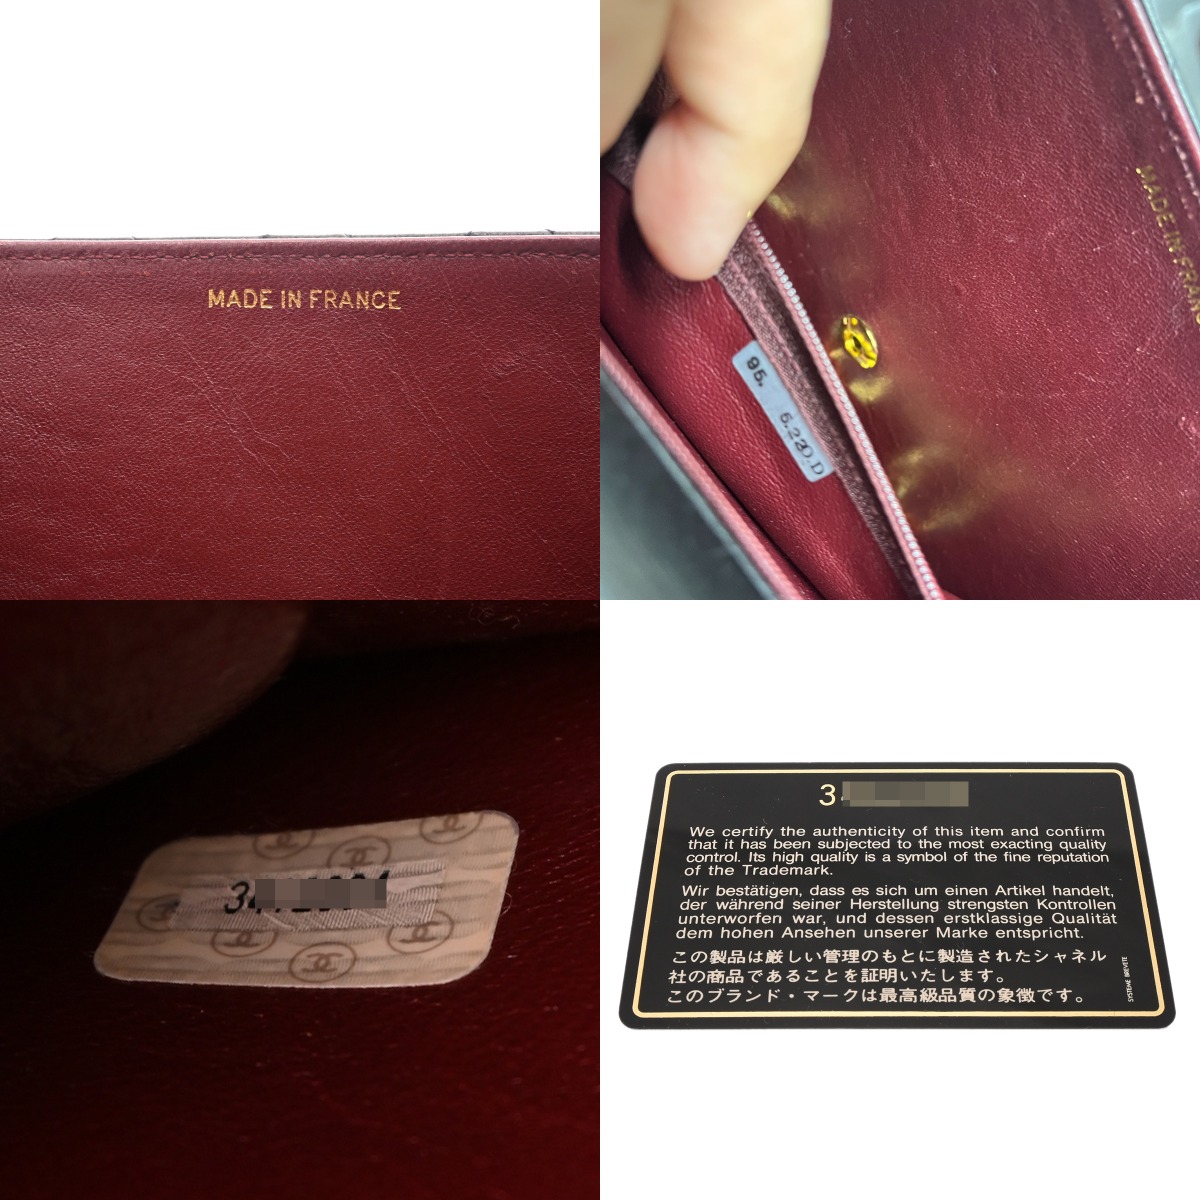 MADE IN FRANCE
MADE IN FRANC
95. 5.220.D
3
We certify the authenticity of this item and confirm
that it has been subjected to the most exacting quality
control. Its high quality is a symbol of the fine reputation
of the Trademark.
Wir bestätigen, dass es sich um einen Artikel handelt,
der während seiner Herstellung strengsten Kontrollen
unterworfen war, und dessen erstklassige Qualität
dem hohen Ansehen unserer Marke entspricht.
この製品は厳しい管理のもとに製造されたシャネル
社の商品であることを証明いたします。
このブランド・マークは最高級品質の象徴です。
SYSTEME BREVETE